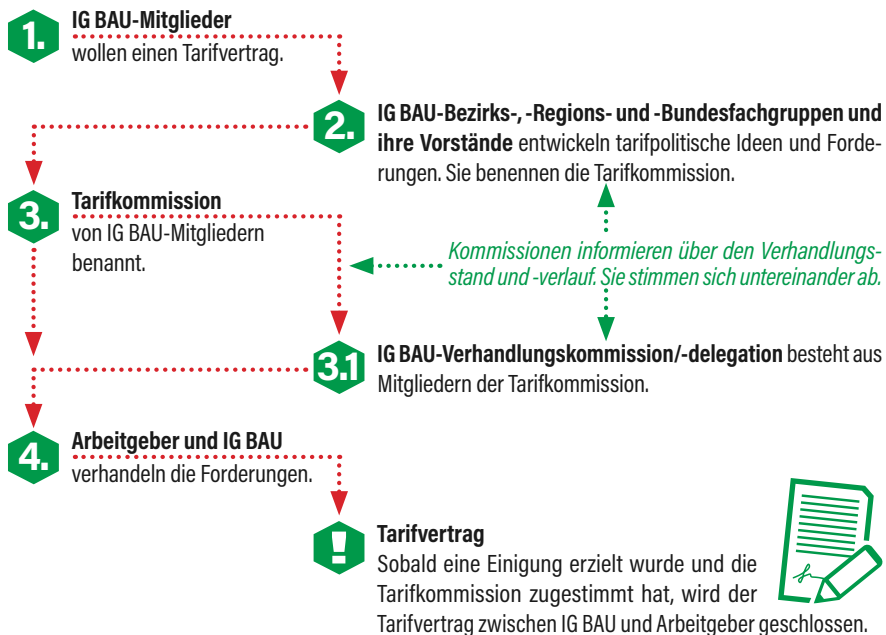 1.
IG BAU-Mitglieder
wollen einen Tarifvertrag.
2.
IG BAU-Bezirks-, -Regions- und -Bundesfachgruppen und
ihre Vorstände entwickeln tarifpolitische Ideen und Forde-
rungen. Sie benennen die Tarifkommission.
3.
Tarifkommission
von IG BAU-Mitgliedern
benannt.
Kommissionen informieren über den Verhandlungs-
stand und -verlauf. Sie stimmen sich untereinander ab.
3.1
IG BAU-Verhandlungskommission/-delegation besteht aus
Mitgliedern der Tarifkommission.
4.
Arbeitgeber und IG BAU
verhandeln die Forderungen.
!
Tarifvertrag
Sobald eine Einigung erzielt wurde und die
Tarifkommission zugestimmt hat, wird der
Tarifvertrag zwischen IG BAU und Arbeitgeber geschlossen.